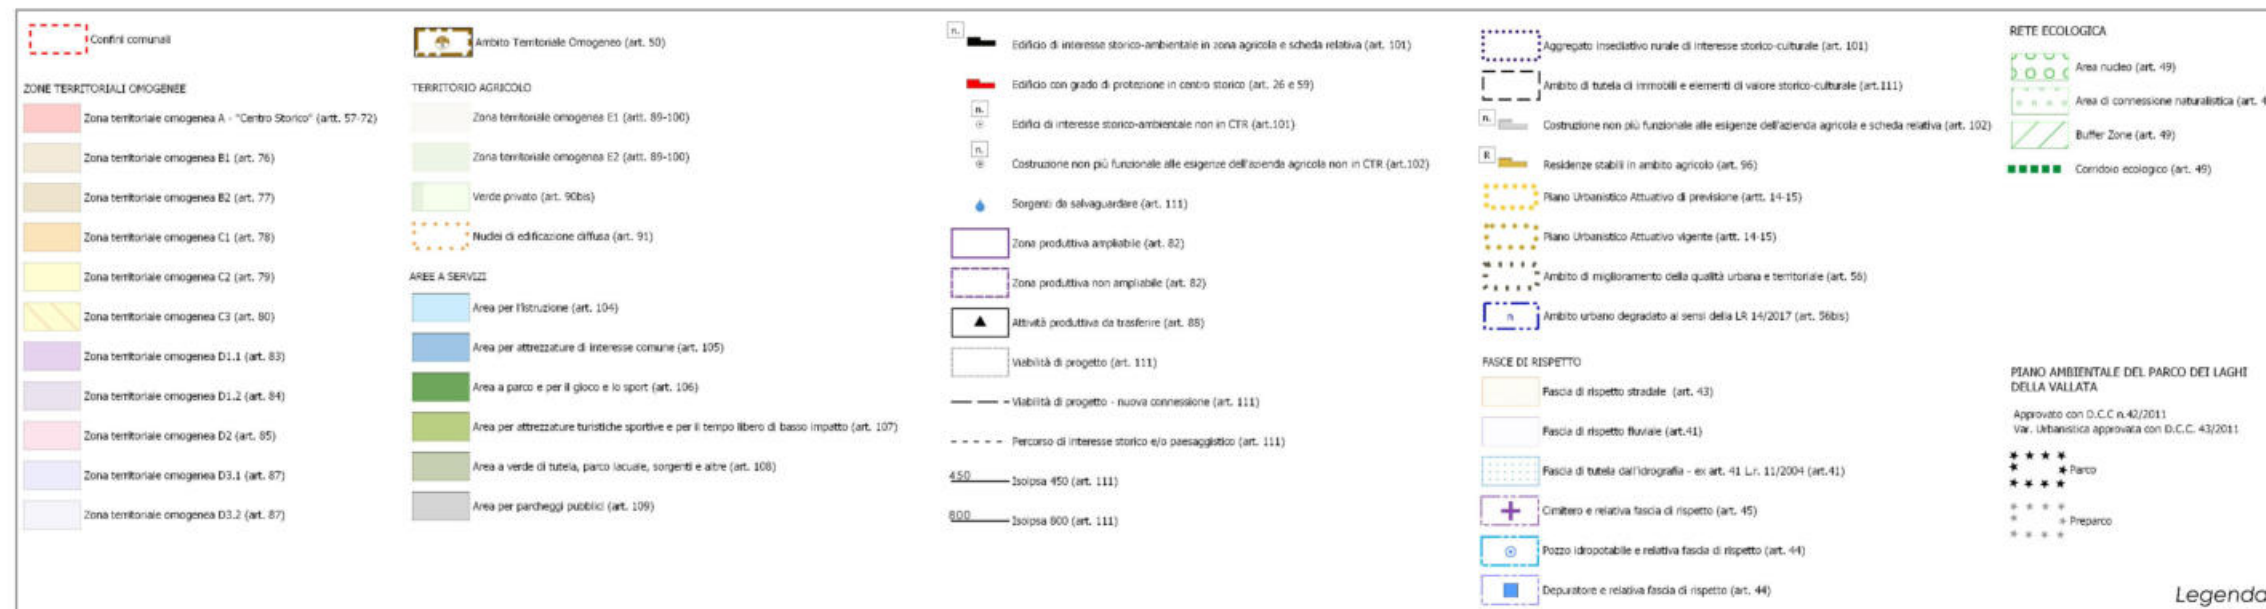 Confini comunali
ZONE TERRITORIALI OMOGENEE
Zona territoriale omogenea A - "Centro Storico" (artt. 57-72)
Zona territoriale omogenea B1 (art. 76)
Zona territoriale omogenea B2 (art. 77)
Zona territoriale omogenea C1 (art. 78)
Zona territoriale omogenea C2 (art. 79)
Zona territoriale omogenea C3 (art. 80)
Zona territoriale omogenea D1.1 (art. 83)
Zona territoriale omogenea D1.2 (art. 84)
Zona territoriale omogenea D2 (art. 85)
Zona territoriale omogenea D3.1 (art. 87)
Zona territoriale omogenea D3.2 (art. 87)
Ambito Territoriale Omogeneo (art. 50)
TERRITORIO AGRICOLO
Zona territoriale omogenea E1 (artt. 89-100)
Zona territoriale omogenea E2 (artt. 89-100)
Verde privato (art. 90bis)
Nuclei di edificazione diffusa (art. 91)
AREE A SERVIZI
Area per l'istruzione (art. 104)
Area per attrezzature di interesse comune (art. 105)
Area a parco e per il gioco e lo sport (art. 106)
Area per attrezzature turistiche sportive e per il tempo libero di basso impatto (art. 107)
Area a verde di tutela, parco lacuale, sorgenti e altre (art. 108)
Area per parcheggi pubblici (art. 109)
n.
Edificio di interesse storico-ambientale in zona agricola e scheda relativa (art. 101)
Edificio con grado di protezione in centro storico (art. 26 e 59)
n.
Edifici di interesse storico-ambientale non in CTR (art.101)
n.
Costruzione non più funzionale alle esigenze dell'azienda agricola non in CTR (art.102)
Sorgenti da salvaguardare (art. 111)
Zona produttiva ampliabile (art. 82)
Zona produttiva non ampliabile (art. 82)
Attività produttiva da trasferire (art. 88)
Viabilità di progetto (art. 111)
Viabilità di progetto - nuova connessione (art. 111)
Percorso di interesse storico e/o paesaggistico (art. 111)
450 Isoipsa 450 (art. 111)
800 Isoipsa 800 (art. 111)
Aggregato insediativo rurale di interesse storico-culturale (art. 101)
Ambito di tutela di immobili e elementi di valore storico-culturale (art.111)
n.
Costruzione non più funzionale alle esigenze dell'azienda agricola e scheda relativa (art. 102)
R
Residenze stabili in ambito agricolo (art. 96)
Piano Urbanistico Attuativo di previsione (artt. 14-15)
Piano Urbanistico Attuativo vigente (artt. 14-15)
Ambito di miglioramento della qualità urbana e territoriale (art. 56)
n Ambito urbano degradato ai sensi della LR 14/2017 (art. 56bis)
FASCE DI RISPETTO
Fascia di rispetto stradale (art. 43)
Fascia di rispetto fluviale (art.41)
Fascia di tutela dall'idrografia - ex art. 41 L.r. 11/2004 (art.41)
Cimitero e relativa fascia di rispetto (art. 45)
Pozzo idropotabile e relativa fascia di rispetto (art. 44)
Depuratore e relativa fascia di rispetto (art. 44)
RETE ECOLOGICA
Area nucleo (art. 49)
Area di connessione naturalistica (art. 4
Buffer Zone (art. 49)
Corridoio ecologico (art. 49)
PIANO AMBIENTALE DEL PARCO DEI LAGHI
DELLA VALLATA
Approvato con D.C.C n.42/2011
Var. Urbanistica approvata con D.C.C. 43/2011
Parco
Preparco
Legenda